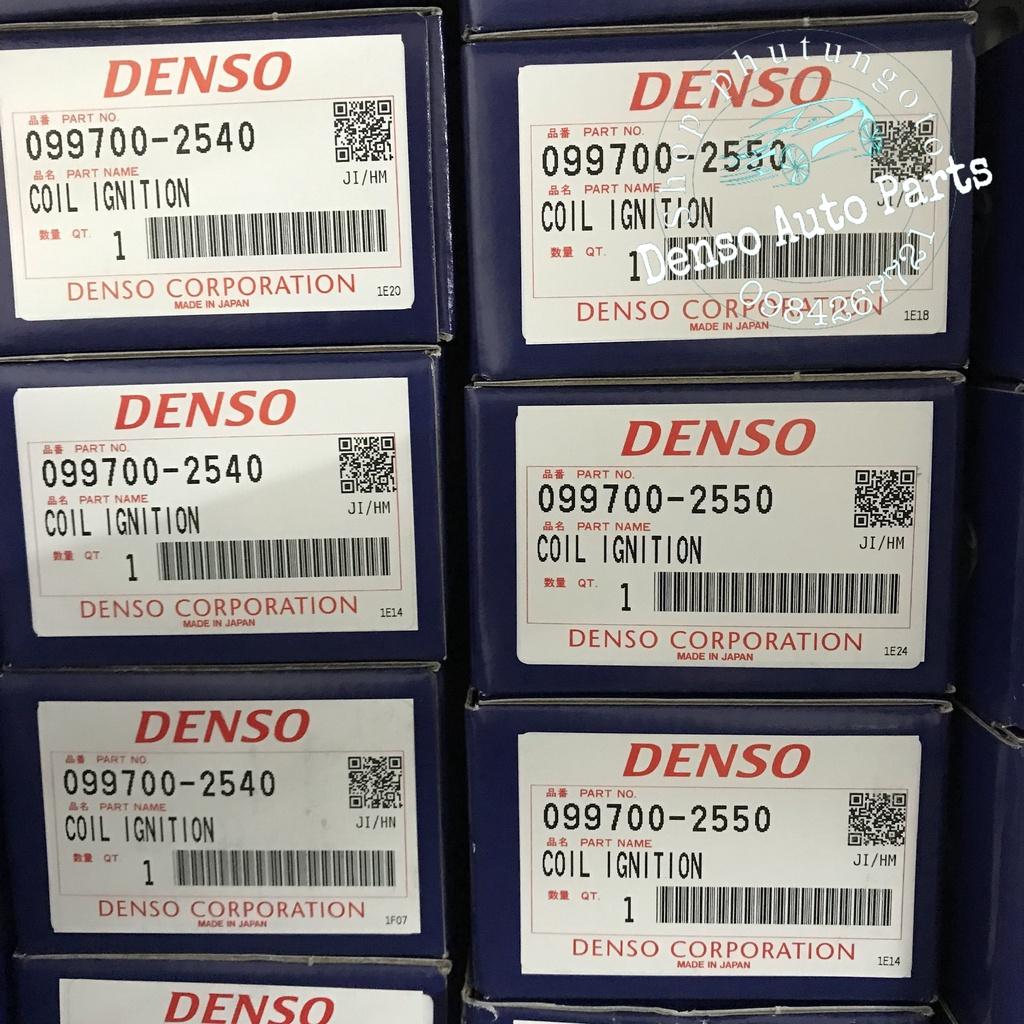 DENSO
品番 PART NO.
099700-2540
品名 PART NAME
JI/HM
COIL IGNITION
数量 QT. 1
DENSO CORPORATION
MADE IN JAPAN
1E20
DENSO
品番 PART NO.
099700-2540
品名 PART NAME
JI/HM
COIL IGNITION
数量 QT. 1
DENSO CORPORATION
MADE IN JAPAN
1E14
DENSO
品番 PART NO.
099700-2540
品名 PART NAME
JI/HN
COIL IGNITION
数量 QT 1
DENSO CORPORATION
MADE IN JAPAN
1F07
DENSO
DENSO
品番 PART NO.
099700-2550
品名 PART NAME
COIL IGNITION
数量 QT. 1
DENSO CORPORATION
MADE IN JAPAN
1E18
shop-phutungoto
Denso Auto Parts
0984267721
DENSO
品番 PART NO.
099700-2550
品名 PART NAME
JI/HM
COIL IGNITION
数量 QT. 1
DENSO CORPORATION
MADE IN JAPAN
1E24
DENSO
品番 PART NO.
099700-2550
品名 PART NAME
JI/HM
COIL IGNITION
数量 QT. 1
DENSO CORPORATION
MADE IN JAPAN
1E14